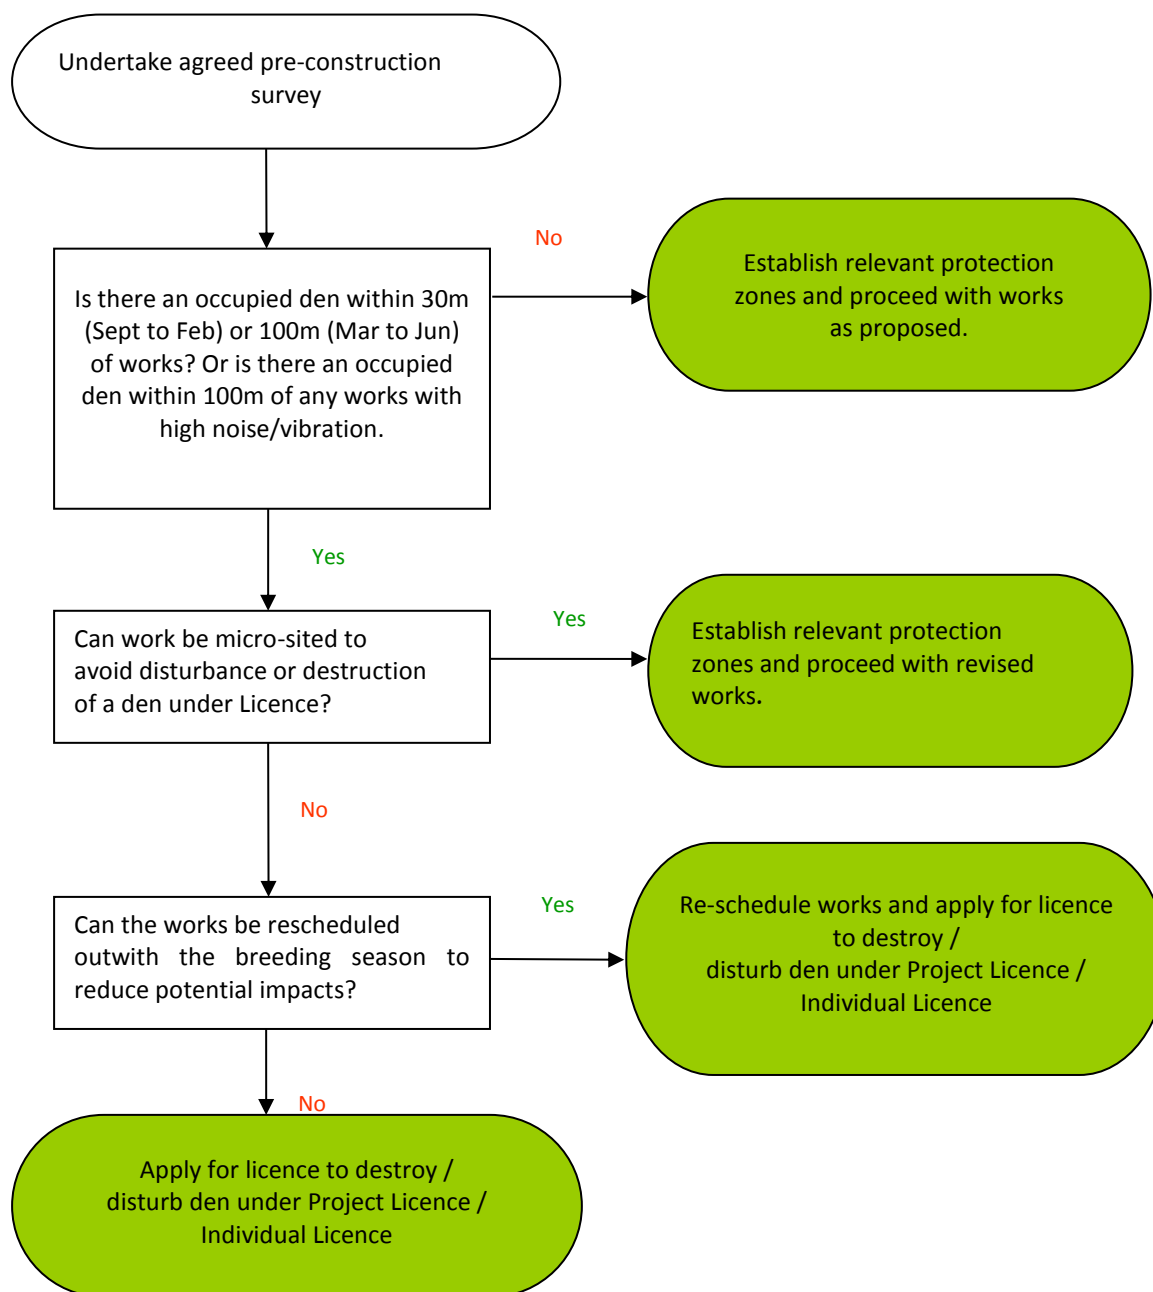 Undertake agreed pre-construction
survey
No
Establish relevant protection
zones and proceed with works
as proposed.
Is there an occupied den within 30m
(Sept to Feb) or 100m (Mar to Jun)
of works? Or is there an occupied
den within 100m of any works with
high noise/vibration.
Yes
Can work be micro-sited to
avoid disturbance or destruction
of a den under Licence?
Yes
Establish relevant protection
zones and proceed with revised
works.
No
Can the works be rescheduled
outwith the breeding season to
reduce potential impacts?
Yes
Re-schedule works and apply for licence
to destroy /
disturb den under Project Licence /
Individual Licence
No
Apply for licence to destroy /
disturb den under Project Licence /
Individual Licence